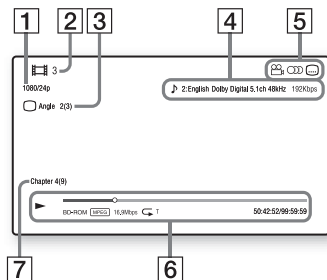 1 2 3 4 5
3
1080/24p
Angle 2(3)
♪ 2:English Dolby Digital 5.1ch 48kHz 192Kbps
Chapter 4(9)
BD-ROM MPEG 16,9Mbps T 50:42:52/99:59:59
7 6